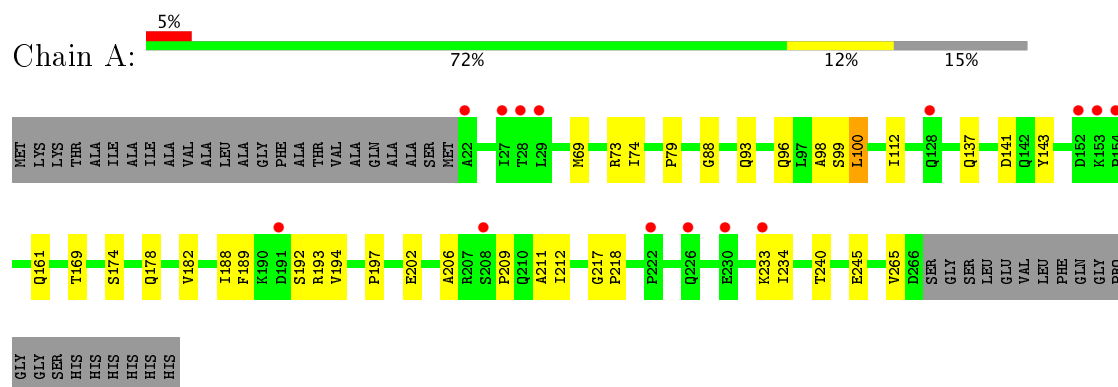 5%
Chain A:
72% 12% 15%
MET LYS LYS THR ALA ILE ALA ILE ALA VAL ALA LEU ALA GLY PHE ALA THR VAL ALA GLN ALA ALA SER MET A22 I27 T28 L29 M69 R73 I74 P79 G88 Q93 Q96 L97 A98 S99 L100 I112 Q128 Q137 D141 Q142 Y143 D152 K153
Q161 T169 S174 Q178 V182 I188 F189 K190 D191 S192 R193 V194 P197 E202 A206 R207 S208 P209 Q210 A211 I212 G217 P218 P222 Q226 E230 K233 I234 T240 E245 V265 D266 SER GLY SER LEU GLU VAL LEU PHE GLN GLY PRO
GLY GLY SER HIS HIS HIS HIS HIS HIS